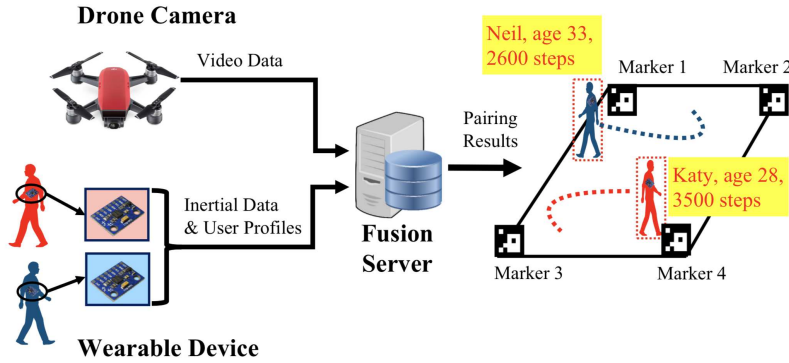 Drone Camera
Video Data
Inertial Data
& User Profiles
Wearable Device
Fusion
Server
Pairing
Results
Neil, age 33,
2600 steps
Marker 1
Marker 2
Katy, age 28,
3500 steps
Marker 3
Marker 4